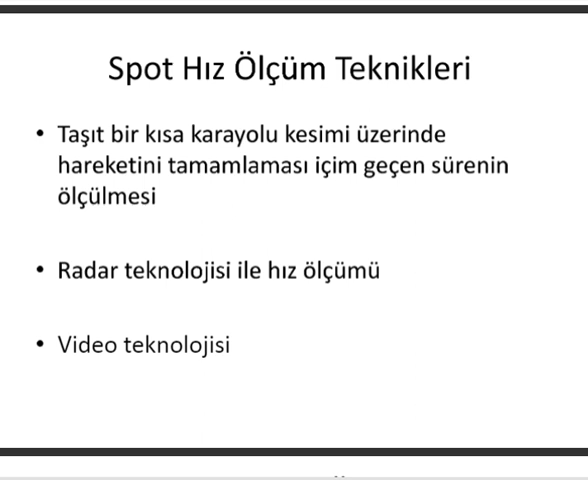 Spot Hız Ölçüm Teknikleri
• Taşıt bir kısa karayolu kesimi üzerinde
hareketini tamamlaması içim geçen sürenin
ölçülmesi
• Radar teknolojisi ile hız ölçümü
• Video teknolojisi